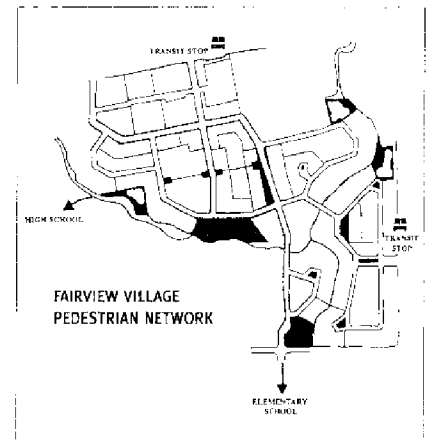 TRANSIT STOP
HIGH SCHOOL
TRANSIT
STOP
FAIRVIEW VILLAGE
PEDESTRIAN NETWORK
ELEMENTARY
SCHOOL